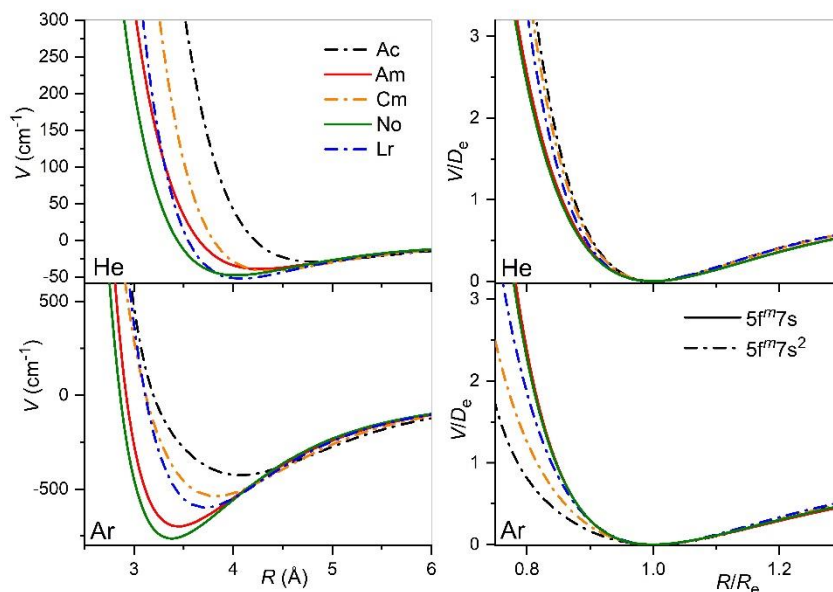 300
250
200
150
100
50
0
-50
V (cm⁻¹)
Ac
Am
Cm
No
Lr
He
3
2
1
0
V/Dₑ
He
500
0
-500
V (cm⁻¹)
Ar
3
4
5
6
R (Å)
3
2
1
0
V/Dₑ
5fᵐ7s
5fᵐ7s²
Ar
0.8
1.0
1.2
R/Rₑ